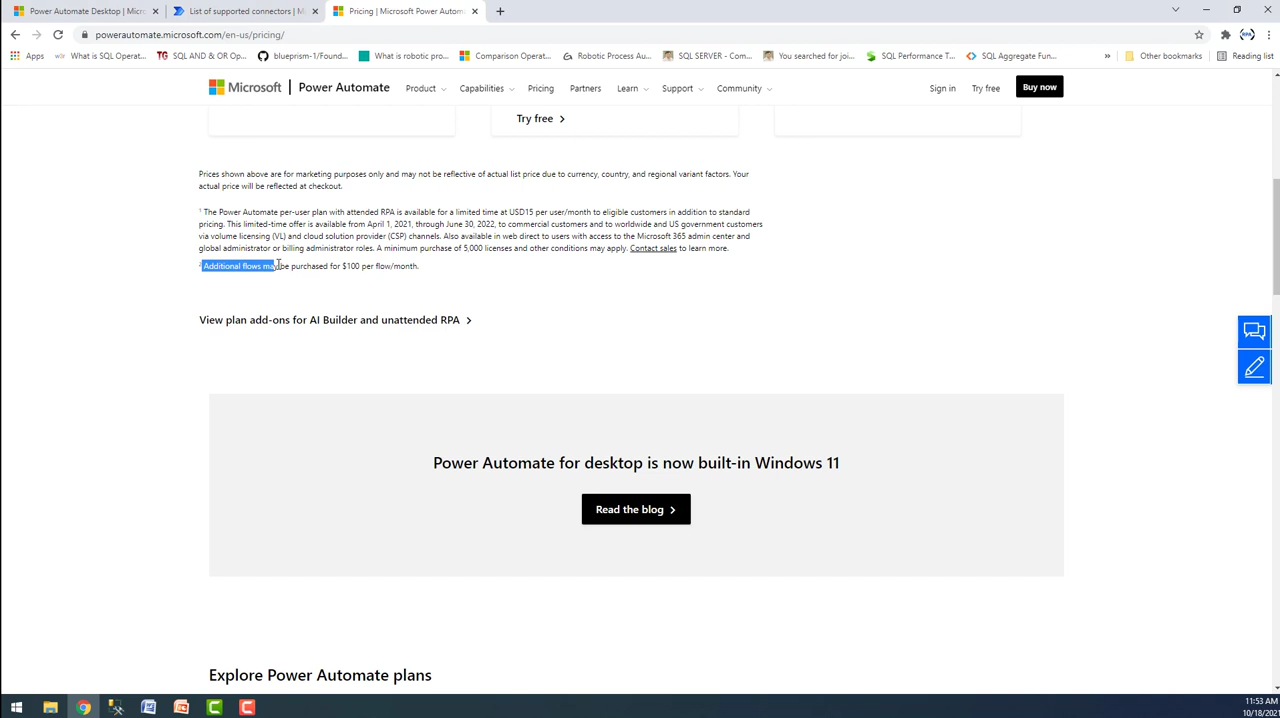 Power Automate Desktop | Micro
List of supported connectors | M
Pricing | Microsoft Power Autom
powerautomate.microsoft.com/en-us/pricing/
Apps
What is SQL Operat...
SQL AND & OR Op...
blueprism-1/Found...
What is robotic pro...
Comparison Operat...
Robotic Process Au...
SQL SERVER - Com...
You searched for joi...
SQL Performance T...
SQL Aggregate Fun...
»
Other bookmarks
Reading list
Microsoft | Power Automate
Product
Capabilities
Pricing
Partners
Learn
Support
Community
Sign in
Try free
Buy now
Try free >
Prices shown above are for marketing purposes only and may not be reflective of actual list price due to currency, country, and regional variant factors. Your
actual price will be reflected at checkout.
1 The Power Automate per-user plan with attended RPA is available for a limited time at USD15 per user/month to eligible customers in addition to standard
pricing. This limited-time offer is available from April 1, 2021, through June 30, 2022, to commercial customers and to worldwide and US government customers
via volume licensing (VL) and cloud solution provider (CSP) channels. Also available in web direct to users with access to the Microsoft 365 admin center and
global administrator or billing administrator roles. A minimum purchase of 5,000 licenses and other conditions may apply. Contact sales to learn more.
2 Additional flows may be purchased for $100 per flow/month.
View plan add-ons for AI Builder and unattended RPA >
Power Automate for desktop is now built-in Windows 11
Read the blog >
Explore Power Automate plans
11:53 AM
10/18/202